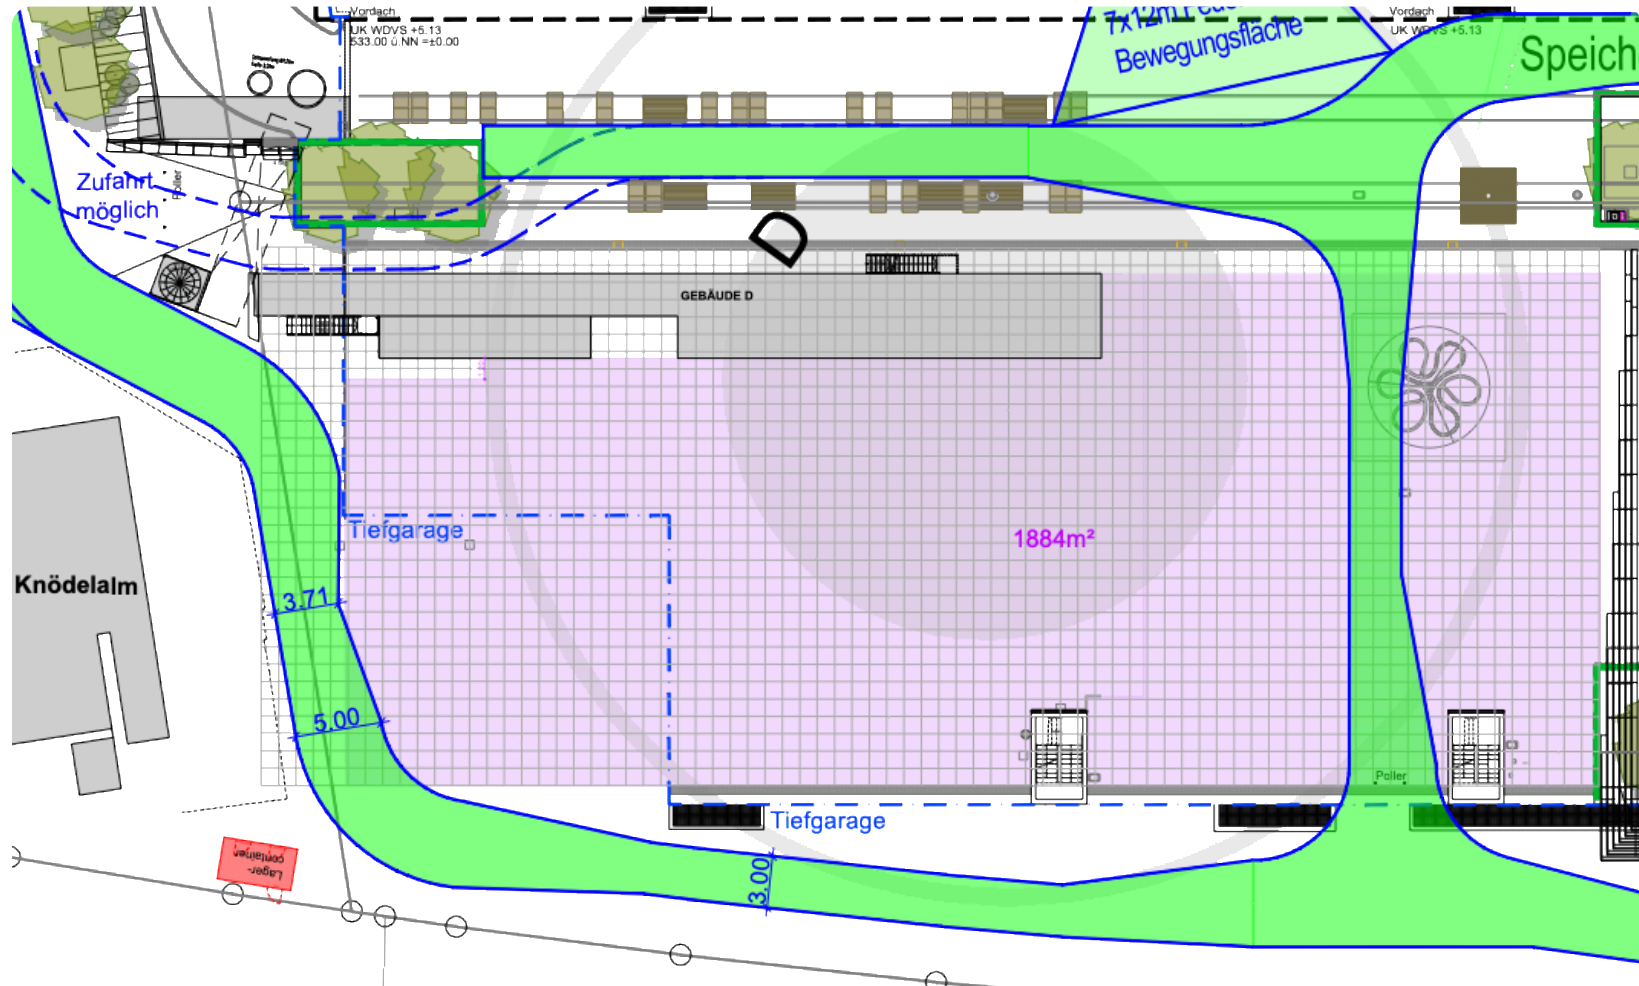 Vordach
UK WDVS +5.13
533.00 ü.NN =±0.00
7x12m
Bewegungsfläche
Vordach
UK WDVS +5.13
Speich
Zufahrt
möglich
Poller
D
GEBÄUDE D
Tiefgarage
1884m²
Knödelalm
3.71
5.00
Poller
Tiefgarage
3.00
Lager-
container